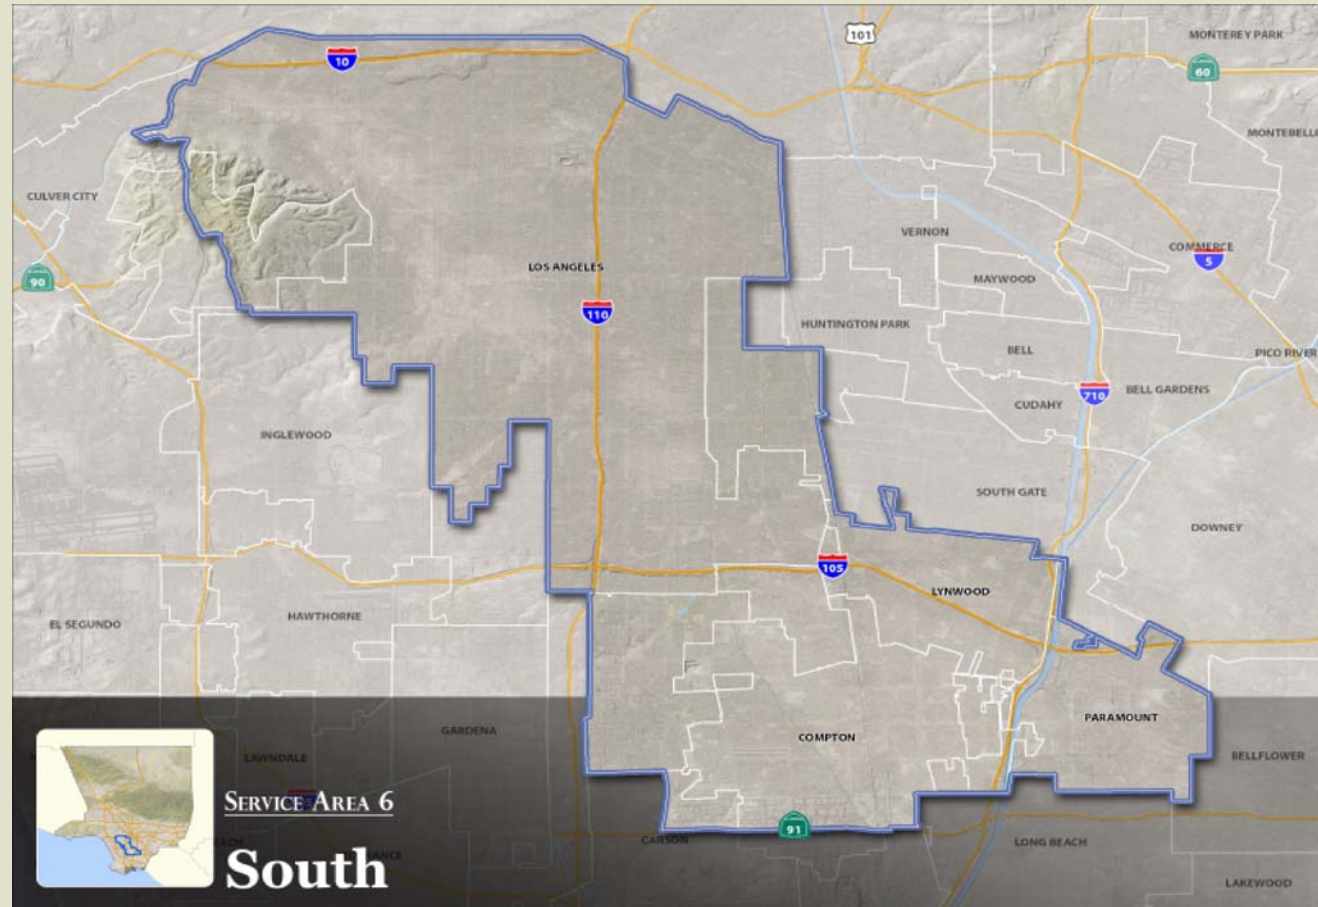 101
MONTEREY PARK
10
60
MONTEBELLO
CULVER CITY
VERNON
COMMERCE
5
LOS ANGELES
90
MAYWOOD
110
HUNTINGTON PARK
BELL
PICO RIVER
710
BELL GARDENS
CUDAHY
INGLEWOOD
SOUTH GATE
DOWNEY
105
LYNWOOD
HAWTHORNE
EL SEGUNDO
PARAMOUNT
GARDENA
COMPTON
LAWNDALE
BELLFLOWER
SERVICE AREA 6
91
CARSON
LONG BEACH
South
LAKEWOOD